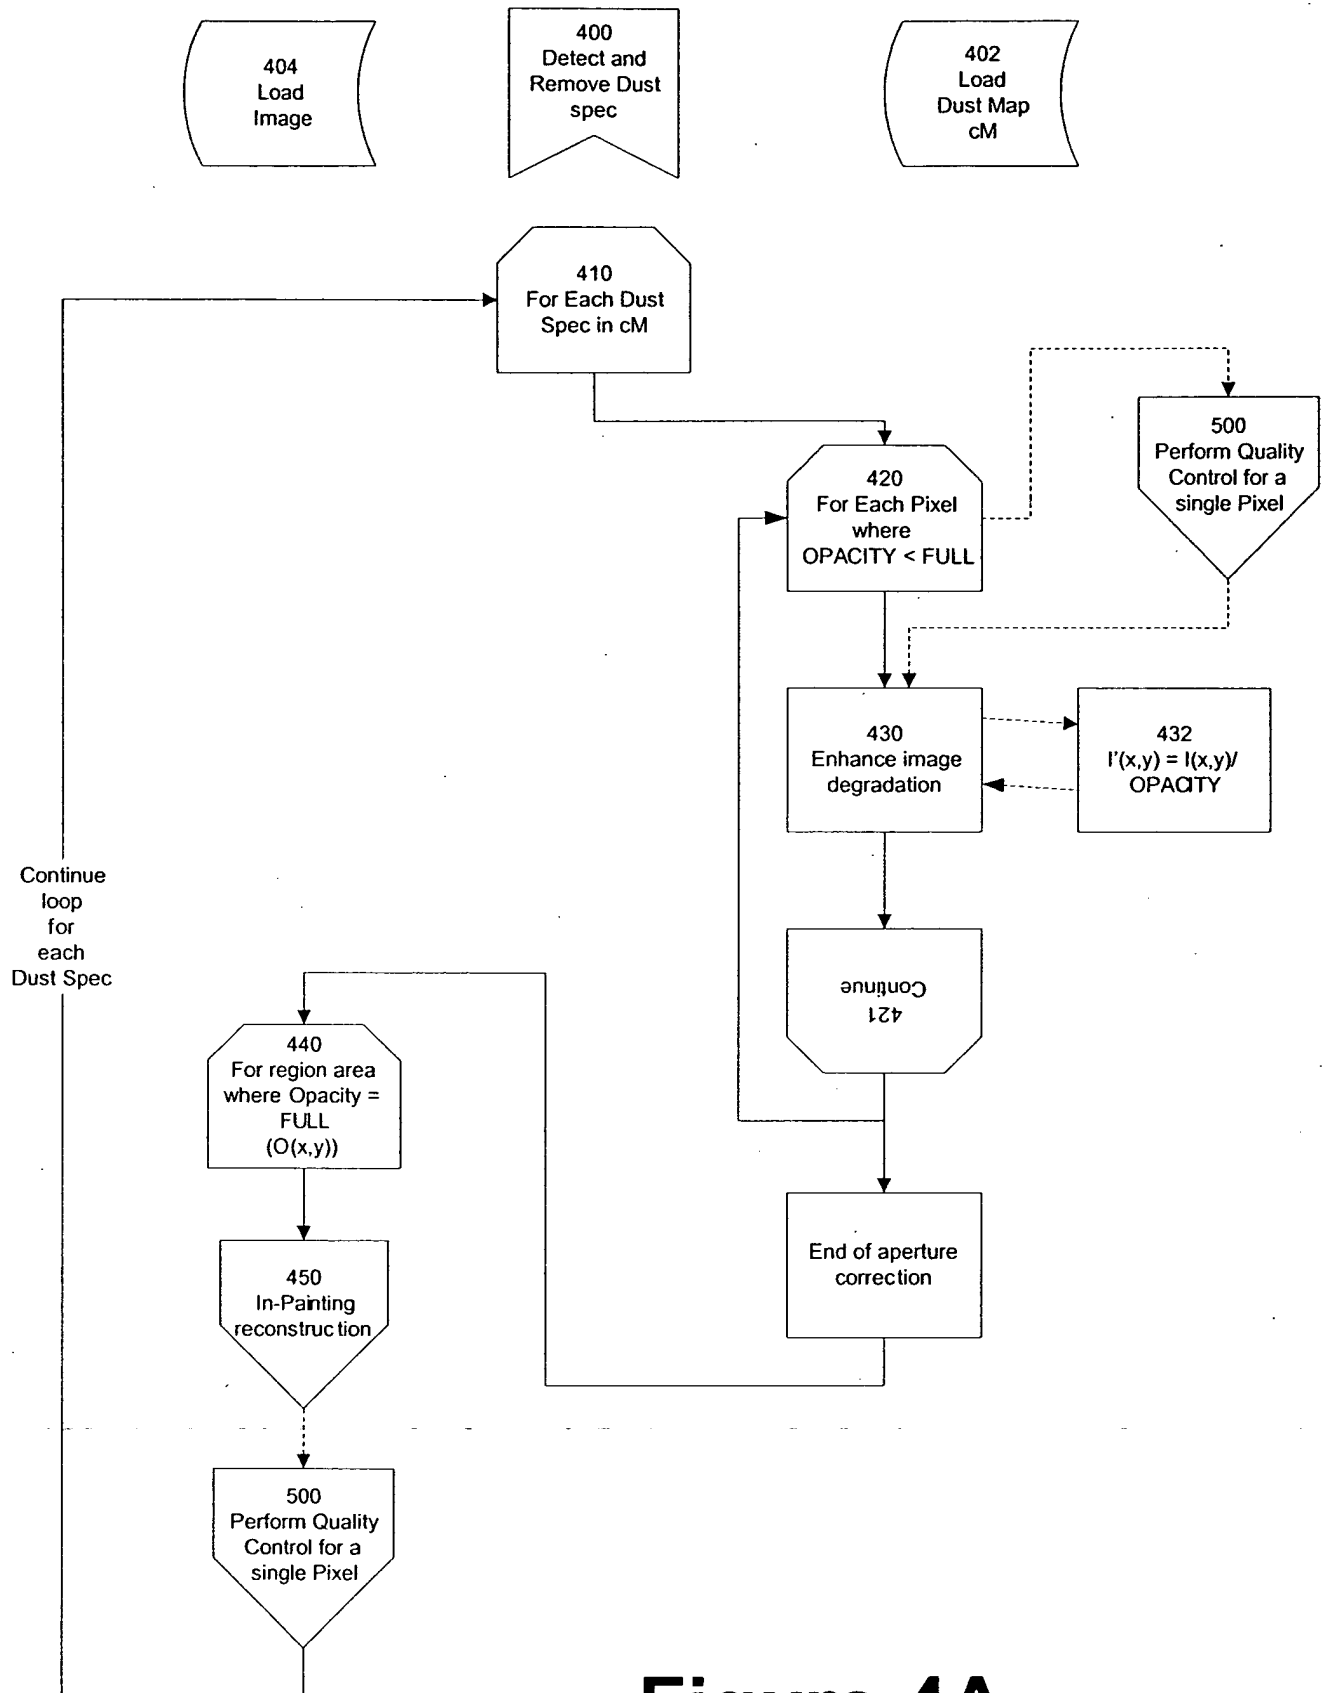 404
Load
Image
400
Detect and
Remove Dust
spec
402
Load
Dust Map
cM
410
For Each Dust
Spec in cM
500
Perform Quality
Control for a
single Pixel
420
For Each Pixel
where
OPACITY < FULL
430
Enhance image
degradation
432
I'(x,y) = I(x,y)/
OPACITY
Continue
loop
for
each
Dust Spec
421
Continue
440
For region area
where Opacity =
FULL
(O(x,y))
End of aperture
correction
450
In-Painting
reconstruction
500
Perform Quality
Control for a
single Pixel
Figure 4A